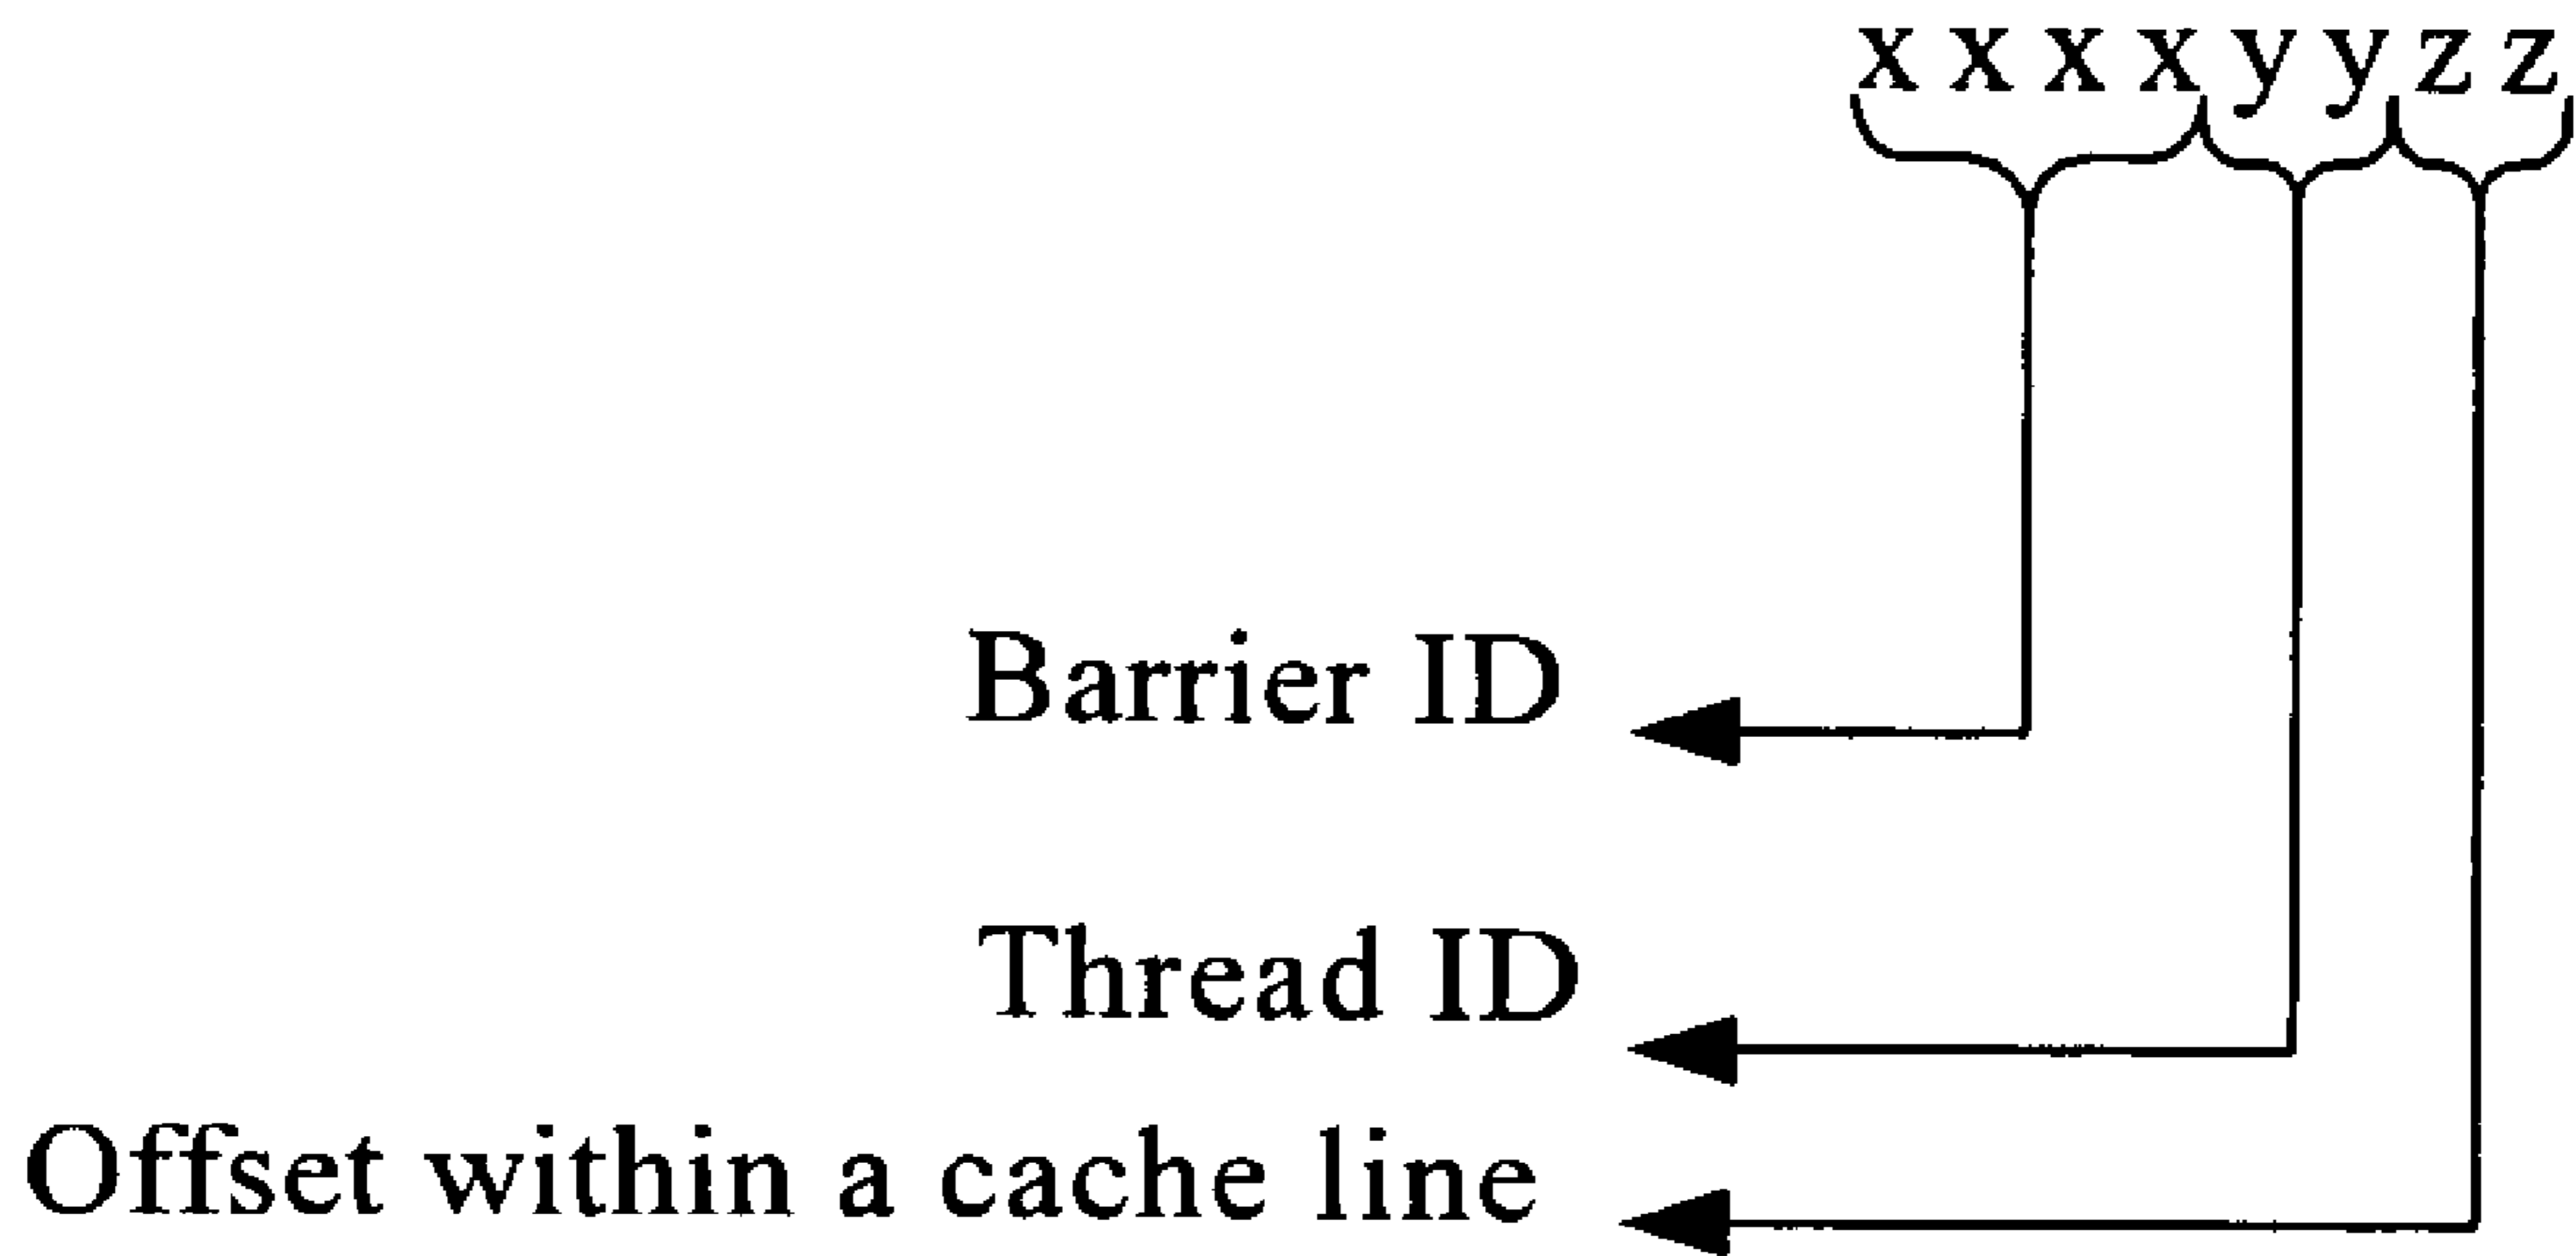 x x x x y y z z
Barrier ID
Thread ID
Offset within a cache line